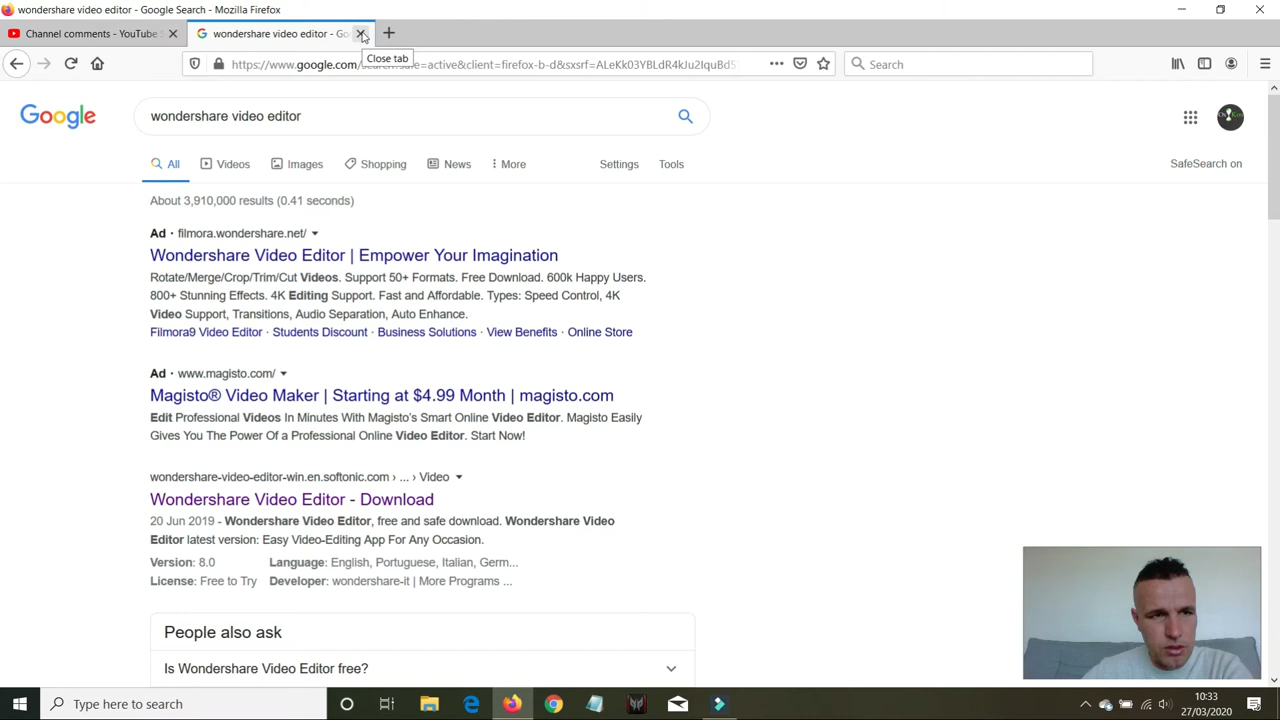 wondershare video editor - Google Search - Mozilla Firefox
Channel comments - YouTube S
wondershare video editor - Go
Close tab
https://www.google.com/search?safe=active&client=firefox-b-d&sxsrf=ALeKk03YBLdR4kJu2IquBd5
Search
Google
wondershare video editor
All
Videos
Images
Shopping
News
More
Settings
Tools
SafeSearch on
About 3,910,000 results (0.41 seconds)
Ad · filmora.wondershare.net/
Wondershare Video Editor | Empower Your Imagination
Rotate/Merge/Crop/Trim/Cut Videos. Support 50+ Formats. Free Download. 600k Happy Users.
800+ Stunning Effects. 4K Editing Support. Fast and Affordable. Types: Speed Control, 4K
Video Support, Transitions, Audio Separation, Auto Enhance.
Filmora9 Video Editor · Students Discount · Business Solutions · View Benefits · Online Store
Ad · www.magisto.com/
Magisto® Video Maker | Starting at $4.99 Month | magisto.com
Edit Professional Videos In Minutes With Magisto's Smart Online Video Editor. Magisto Easily
Gives You The Power Of a Professional Online Video Editor. Start Now!
wondershare-video-editor-win.en.softonic.com › ... › Video
Wondershare Video Editor - Download
20 Jun 2019 - Wondershare Video Editor, free and safe download. Wondershare Video
Editor latest version: Easy Video-Editing App For Any Occasion.
Version: 8.0 Language: English, Portuguese, Italian, Germ...
License: Free to Try Developer: wondershare-it | More Programs ...
People also ask
Is Wondershare Video Editor free?
Type here to search
10:33
27/03/2020